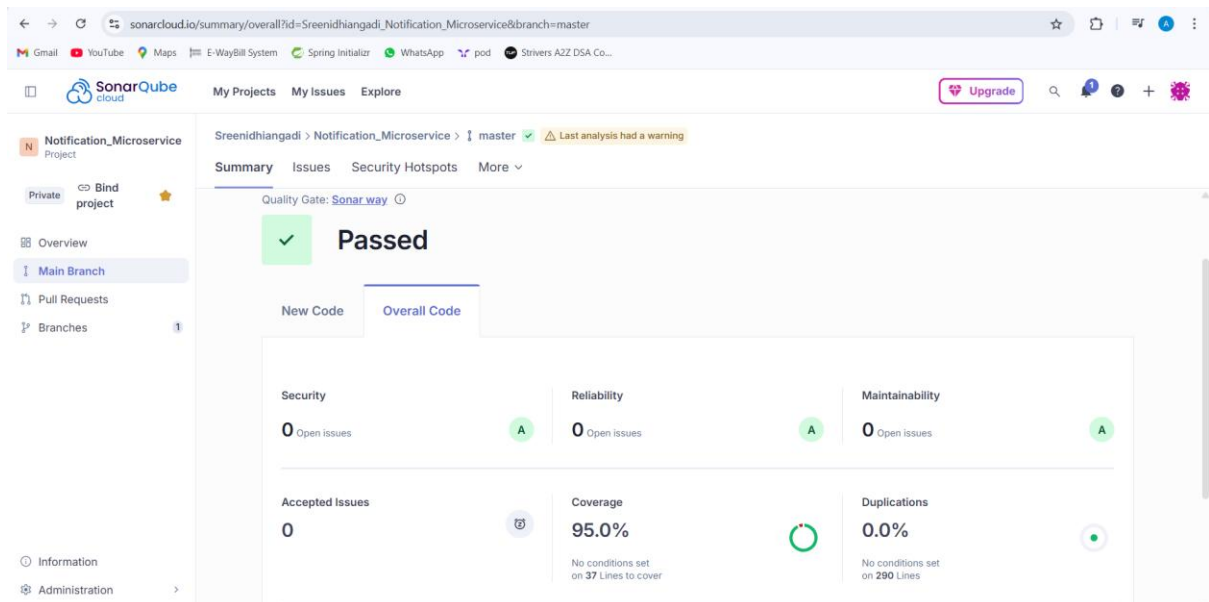 sonarcloud.io/summary/overall?id=Sreenidhiangadi_Notification_Microservice&branch=master
A
Gmail YouTube Maps E-WayBill System Spring Initializr WhatsApp pod Strivers A2Z DSA Co...
SonarQube cloud My Projects My Issues Explore Upgrade 1
N Notification_Microservice
Project
Private Bind project
Overview
Main Branch
Pull Requests
Branches 1
Information
Administration
Sreenidhiangadi > Notification_Microservice > master Last analysis had a warning
Summary Issues Security Hotspots More
Quality Gate: Sonar way
Passed
New Code Overall Code
Security Reliability Maintainability
0 Open issues A 0 Open issues A 0 Open issues A
Accepted Issues Coverage Duplications
0 95.0% 0.0%
No conditions set No conditions set
on 37 Lines to cover on 290 Lines